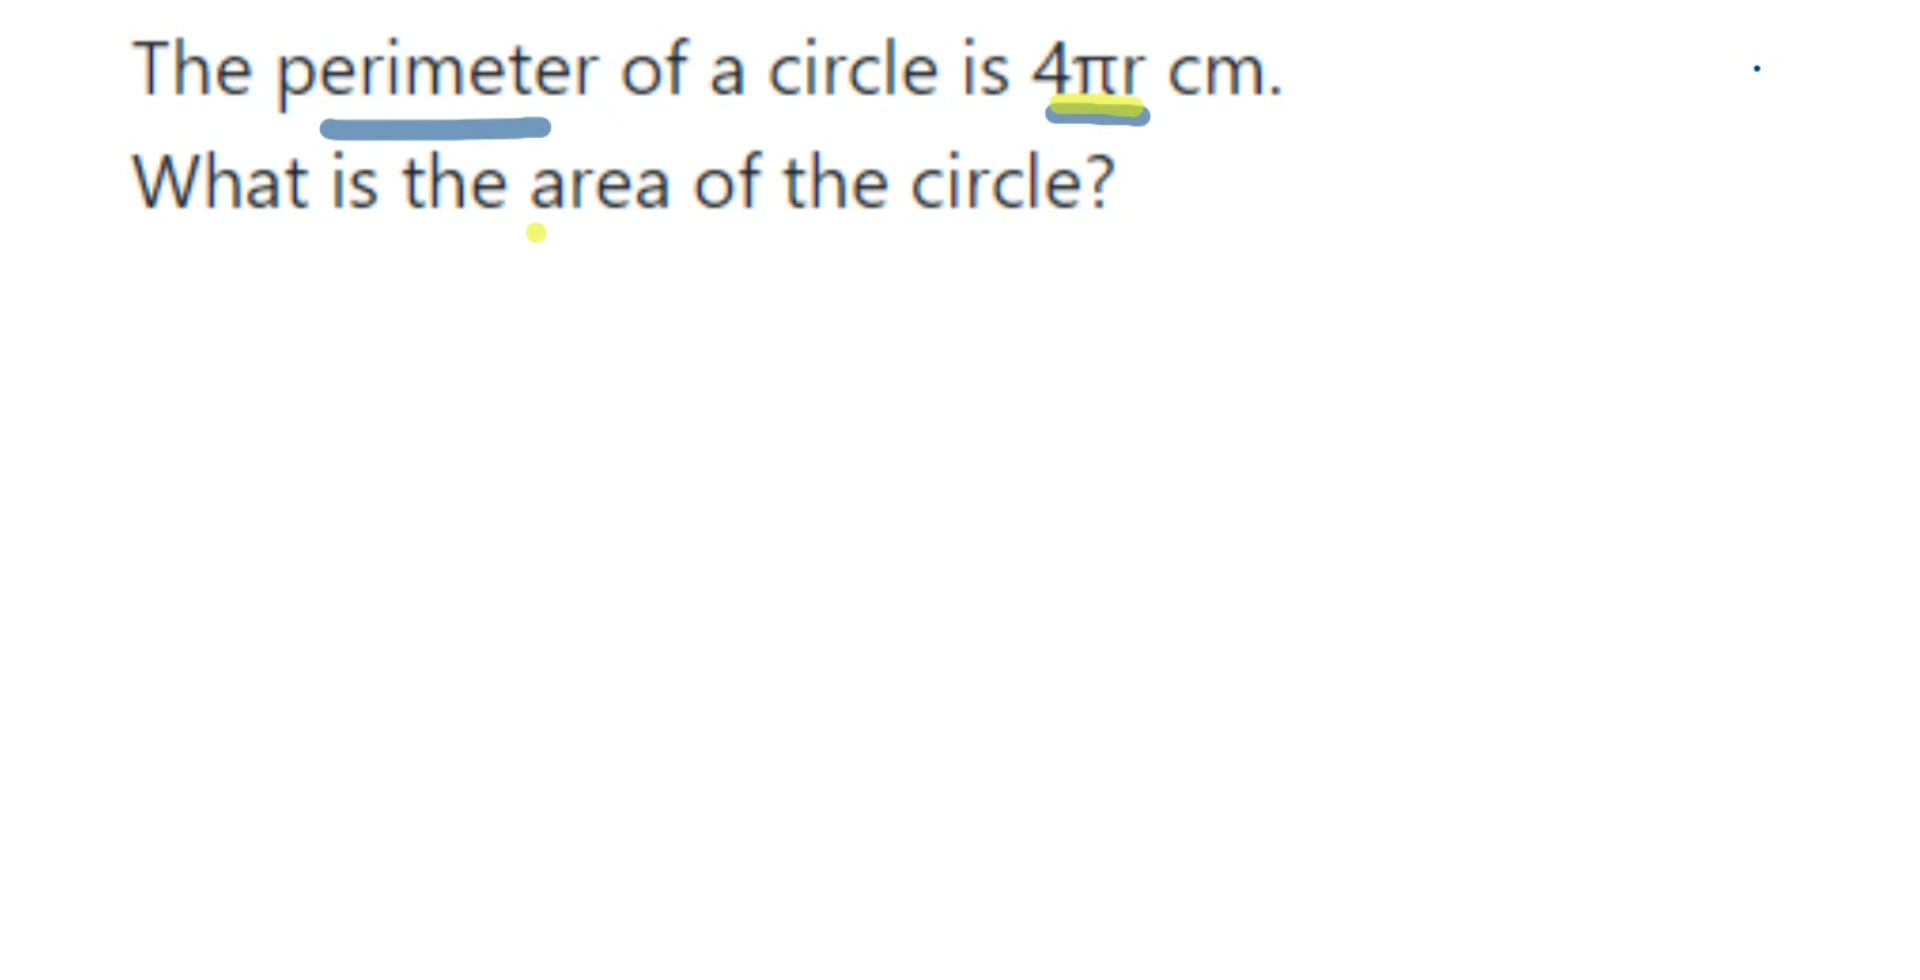 The perimeter of a circle is 4πr cm.
What is the area of the circle?